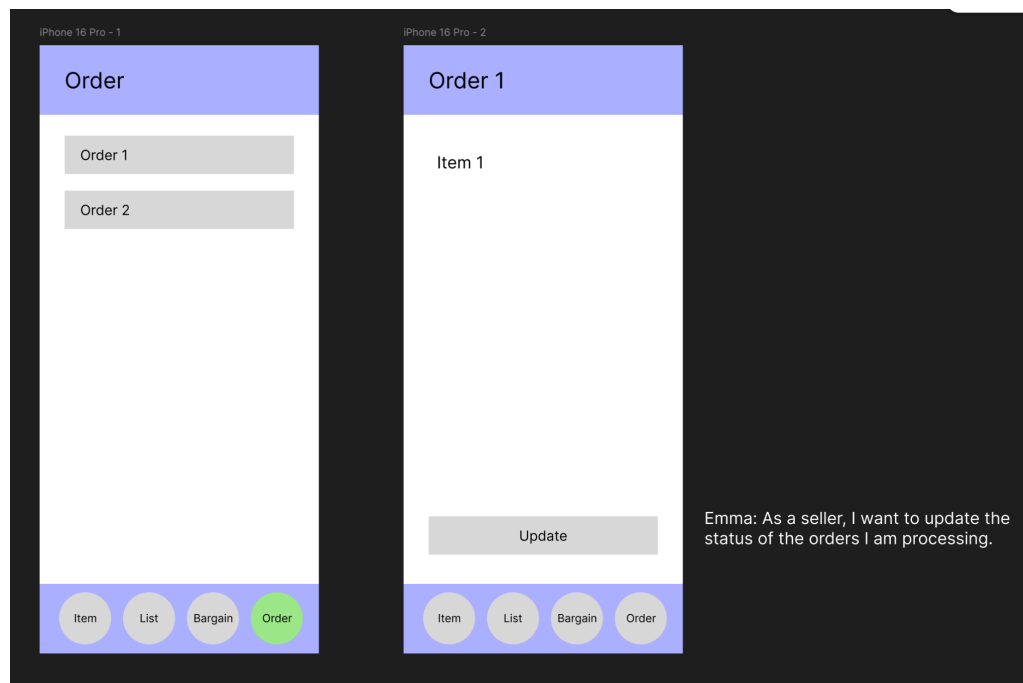 iPhone 16 Pro - 1
Order
Order 1
Order 2
Item
List
Bargain
Order
iPhone 16 Pro - 2
Order 1
Item 1
Update
Item
List
Bargain
Order
Emma: As a seller, I want to update the
status of the orders I am processing.